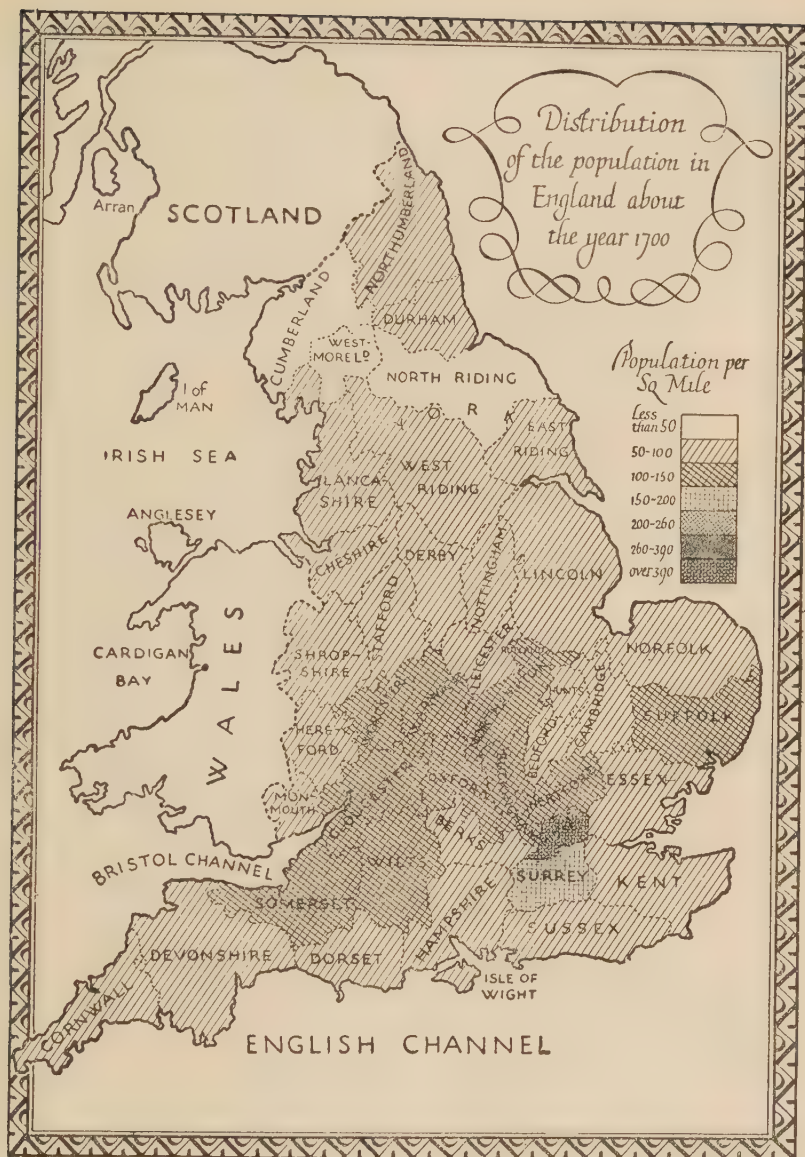 Distribution
of the population in
England about
the year 1700
Arran
SCOTLAND
NORTHUMBERLAND
CUMBERLAND
DURHAM
WEST-
MORELD
NORTH RIDING
I of
MAN
Population per
Sq Mile
Less
than 50
50-100
100-150
150-200
200-260
260-390
over 390
YORK
EAST
RIDING
IRISH SEA
WEST
RIDING
LANCA-
SHIRE
ANGLESEY
CHESHIRE
DERBY
NOTTINGHAM
LINCOLN
STAFFORD
WALES
CARDIGAN
BAY
SHROP-
SHIRE
LEICESTER
RUTLAND
NORFOLK
HUNTS
CAMBRIDGE
SUFFOLK
BEDFORD
HERE-
FORD
MON-
MOUTH
GLOUCESTER
HERTFORD
ESSEX
BERKS
BRISTOL CHANNEL
WILTS
SURREY
KENT
SOMERSET
HAMPSHIRE
SUSSEX
DEVONSHIRE
DORSET
ISLE OF
WIGHT
CORNWALL
ENGLISH CHANNEL